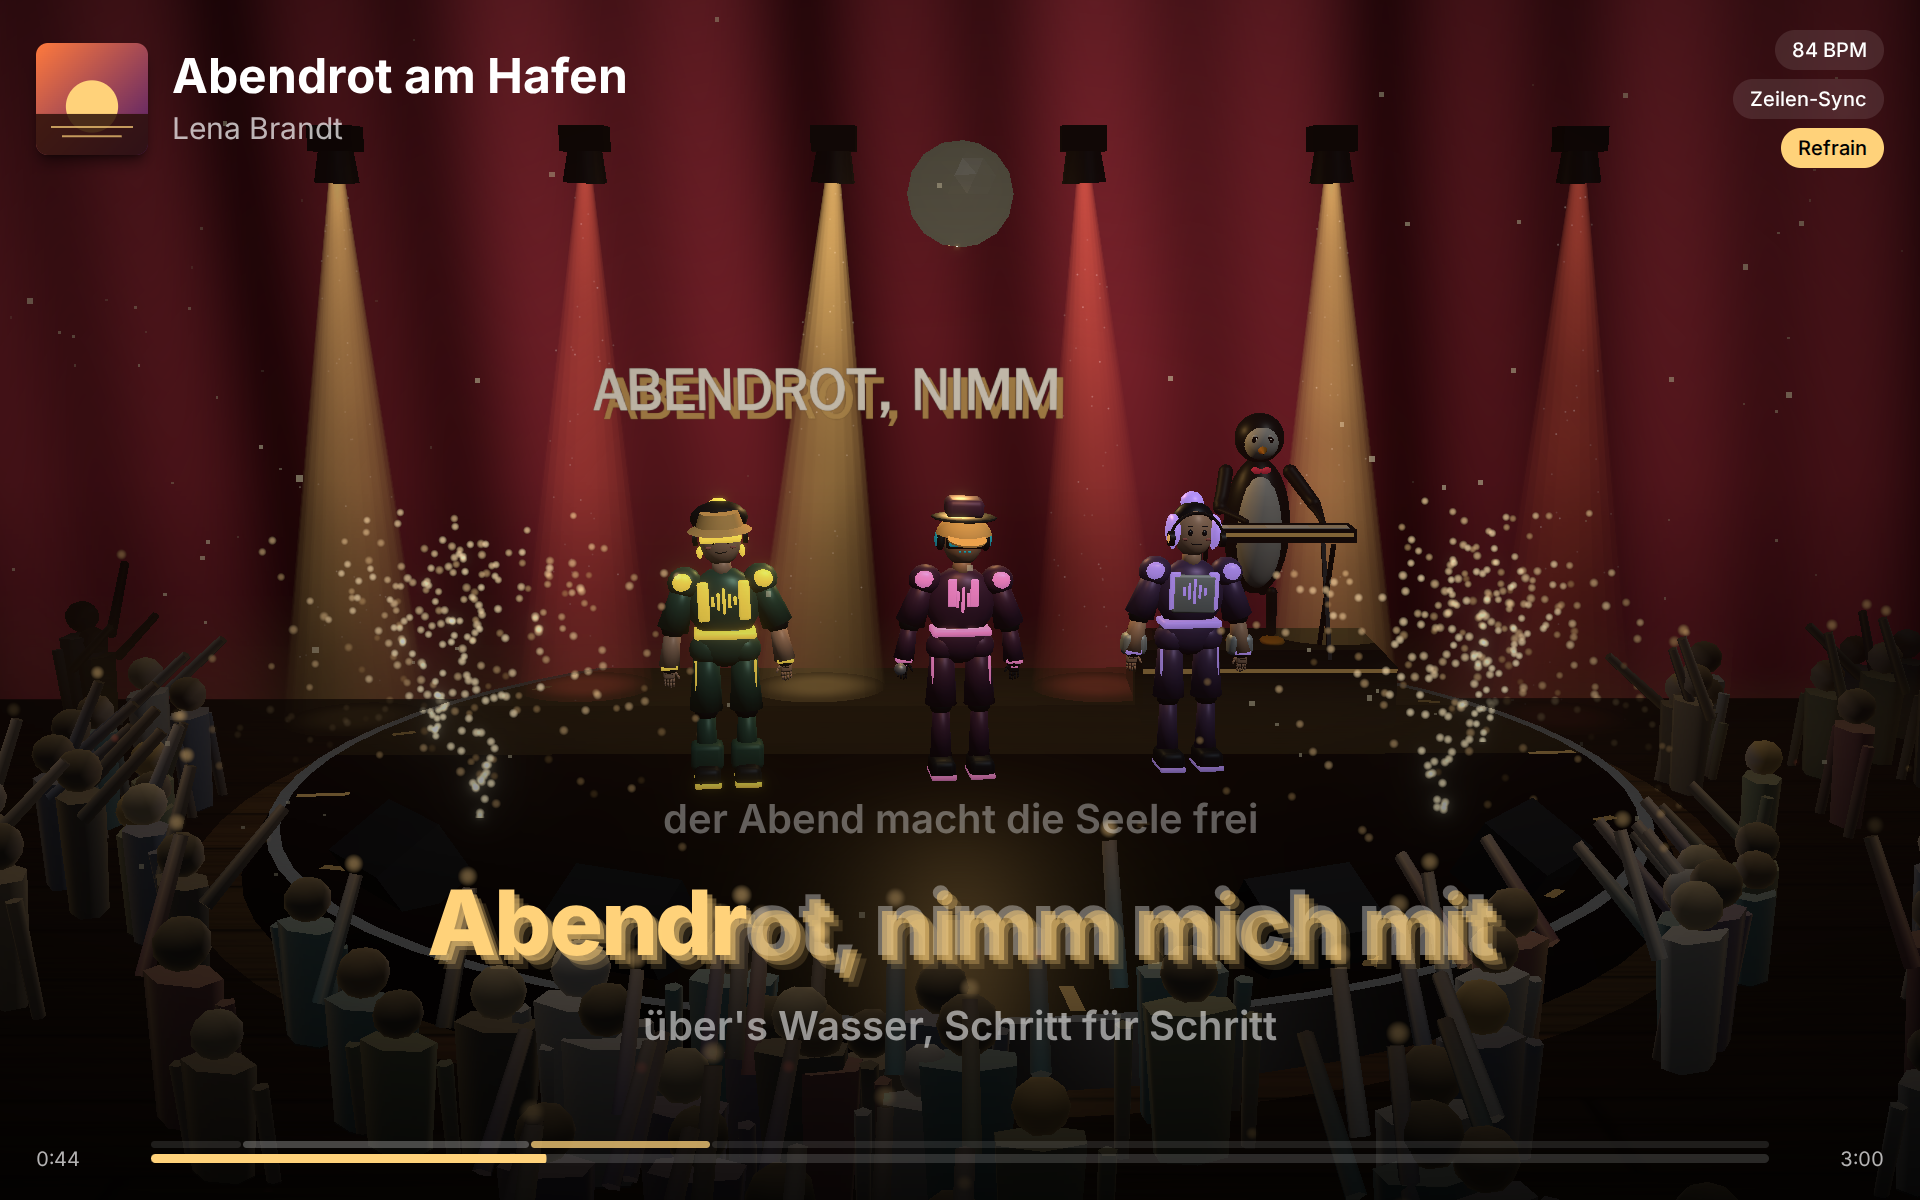 Abendrot am Hafen
Lena Brandt
84 BPM
Zeilen-Sync
Refrain
ABENDROT, NIMM
der Abend macht die Seele frei
Abendrot, nimm mich mit
über's Wasser, Schritt für Schritt
0:44
3:00